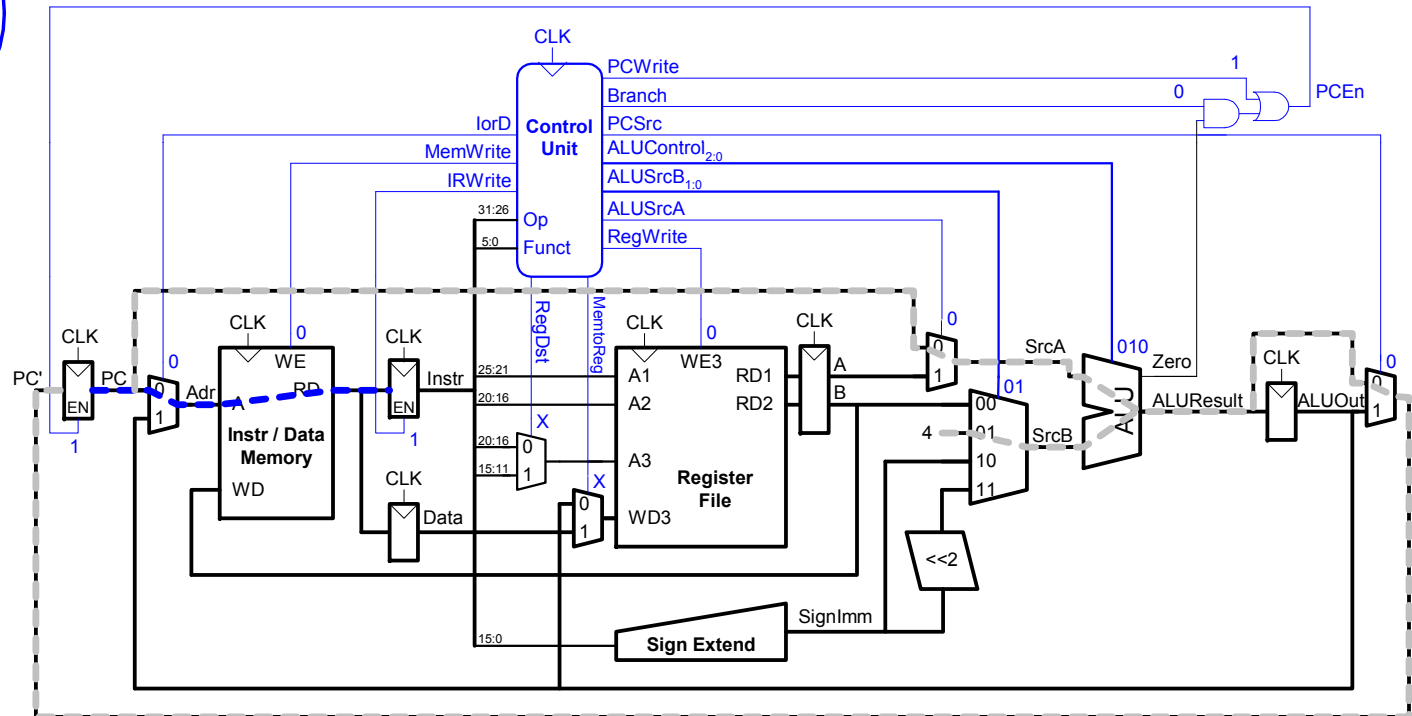 CLK
PCWrite 1
Branch 0 PCEn
IorD Control PCSrc
MemWrite Unit ALUControl2:0
IRWrite ALUSrcB1:0
31:26 Op ALUSrcA
5:0 Funct RegWrite
RegDst MemtoReg
CLK CLK CLK CLK CLK 0 0 0
WE WE3 0 SrcA 010 Zero CLK 0
PC' PC 0 Adr A RD Instr 25:21 A1 RD1 A 1 01
EN 1 EN 20:16 A2 RD2 B 00 ALU ALUResult ALUOut 0
1 Instr / Data 1 X 4 01 SrcB 1
Memory 20:16 0 A3 10
15:11 1 Register
WD CLK X File 11
Data 0 WD3
1
<<2
SignImm
15:0 Sign Extend